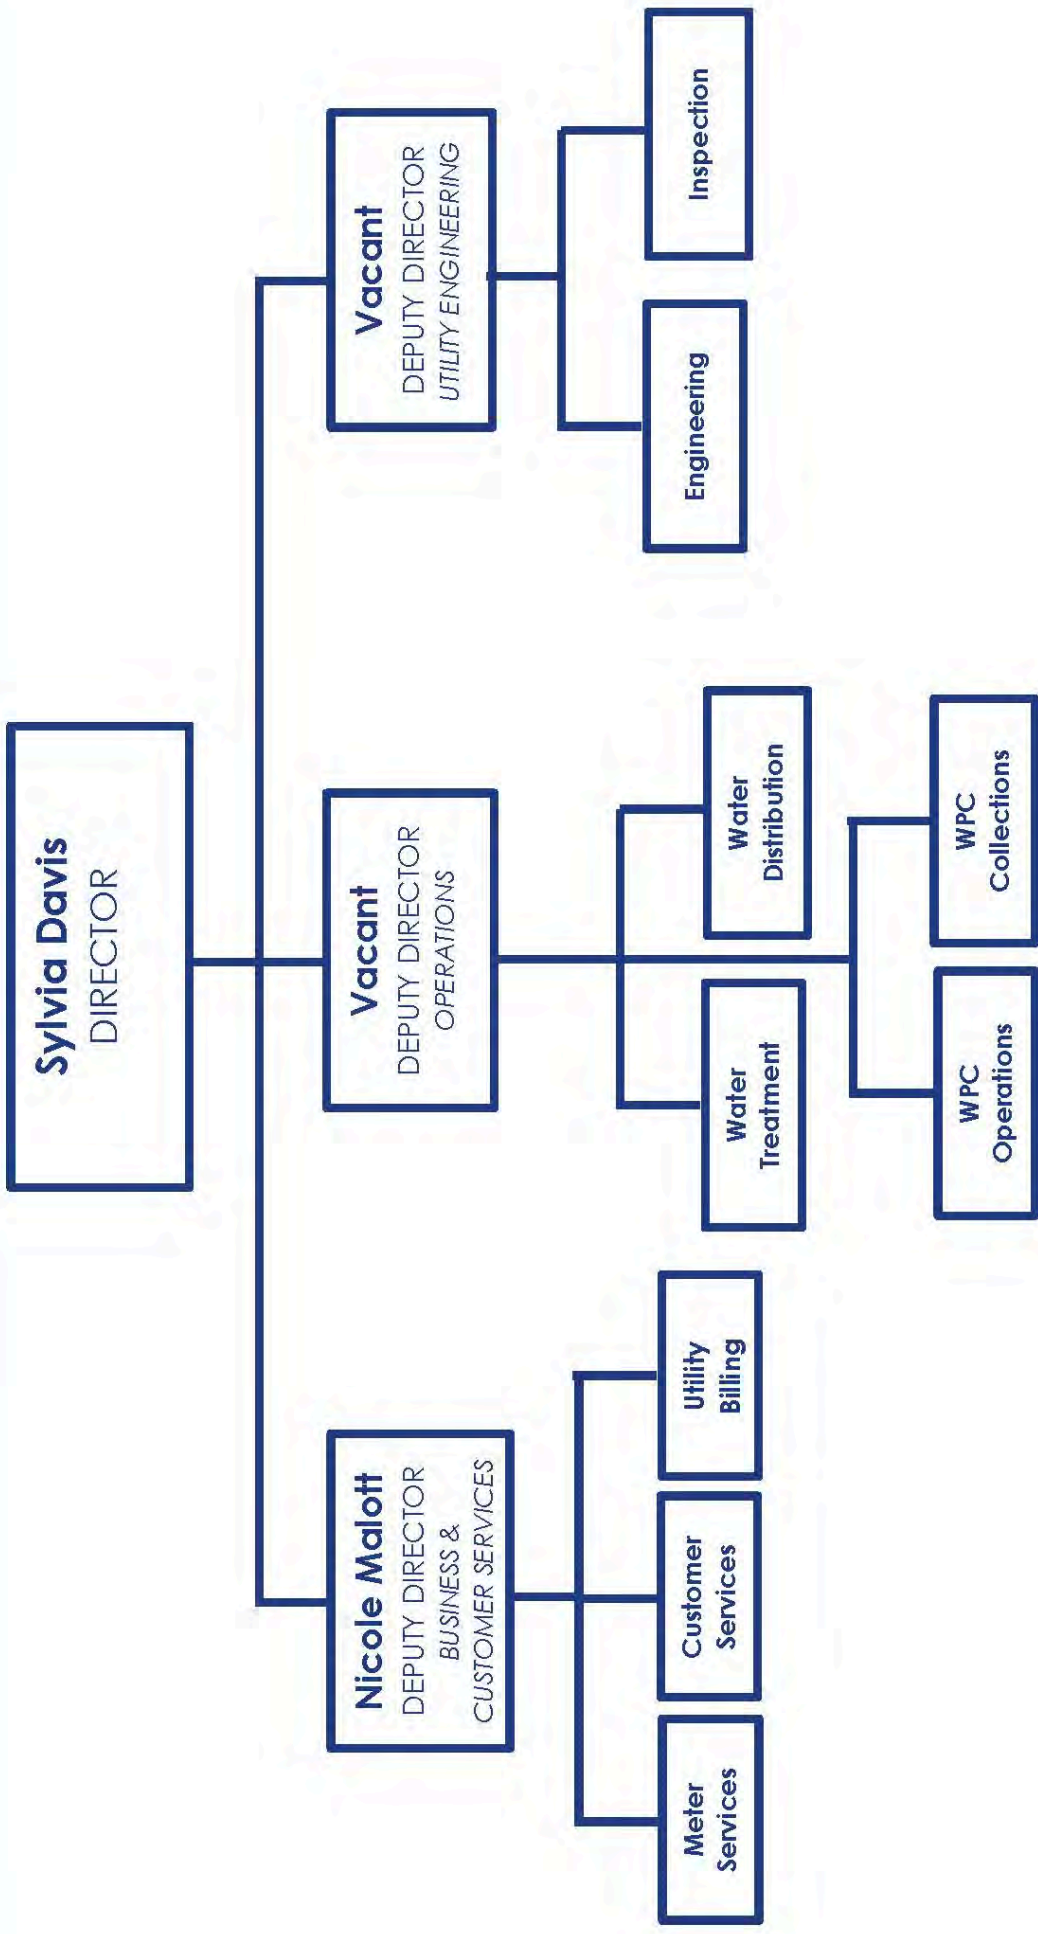 Sylvia Davis
DIRECTOR
Nicole Malott
DEPUTY DIRECTOR
BUSINESS &
CUSTOMER SERVICES
Vacant
DEPUTY DIRECTOR
OPERATIONS
Vacant
DEPUTY DIRECTOR
UTILITY ENGINEERING
Meter
Services
Customer
Services
Utility
Billing
Water
Treatment
Water
Distribution
WPC
Operations
WPC
Collections
Engineering
Inspection